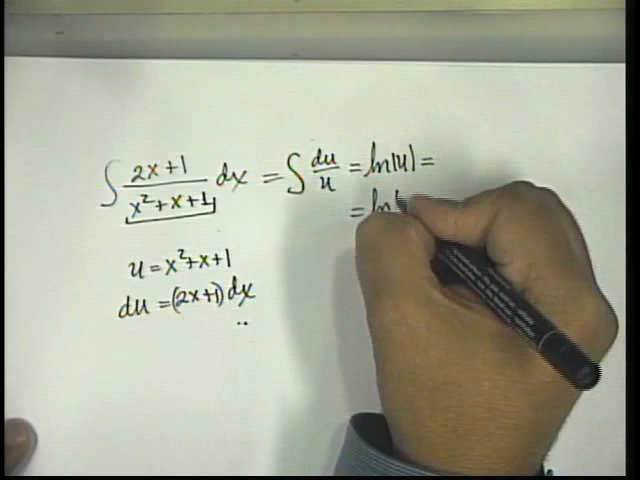 ∫ (2x+1)/(x²+x+1) dx = ∫ du/u = ln|u| =
= ln|
u = x²+x+1
du = (2x+1) dx